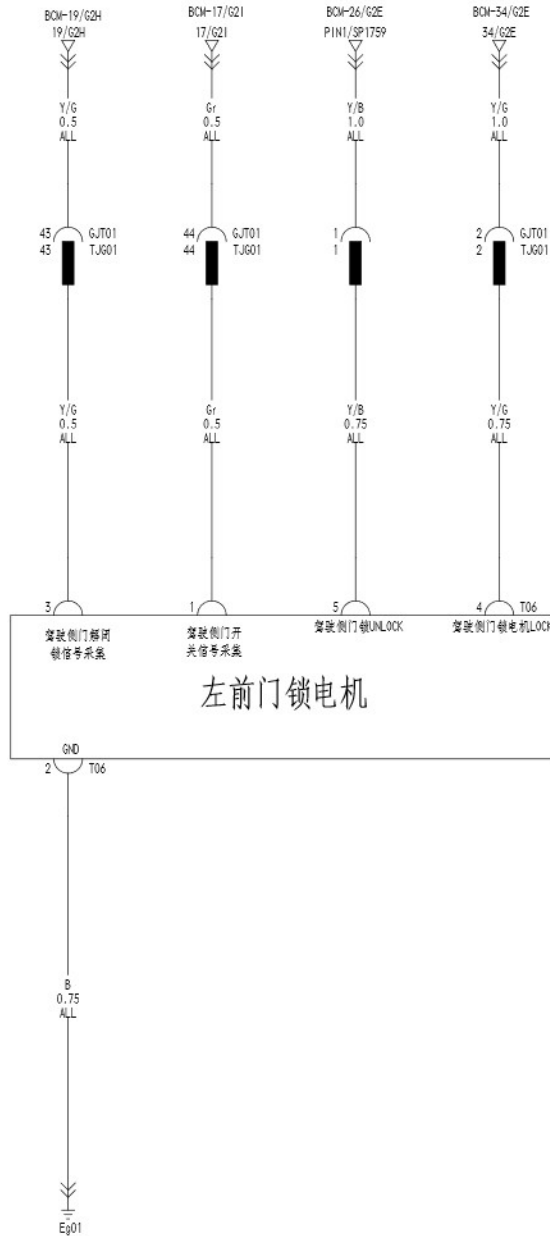 BCM-19/G2H
19/G2H
BCM-17/G2I
17/G2I
BCM-26/G2E
PIN1/SP1759
BCM-34/G2E
34/G2E
Y/G
0.5
ALL
Gr
0.5
ALL
Y/B
1.0
ALL
Y/G
1.0
ALL
43 GJT01
43 TJG01
44 GJT01
44 TJG01
1
1
2 GJT01
2 TJG01
Y/G
0.5
ALL
Gr
0.5
ALL
Y/B
0.75
ALL
Y/G
0.75
ALL
3
1
5
4 T06
驾驶侧门解闭
锁信号采集
驾驶侧门开
关信号采集
驾驶侧门锁UNLOCK
驾驶侧门锁电机LOCK
左前门锁电机
GND
2 T06
B
0.75
ALL
Eg01